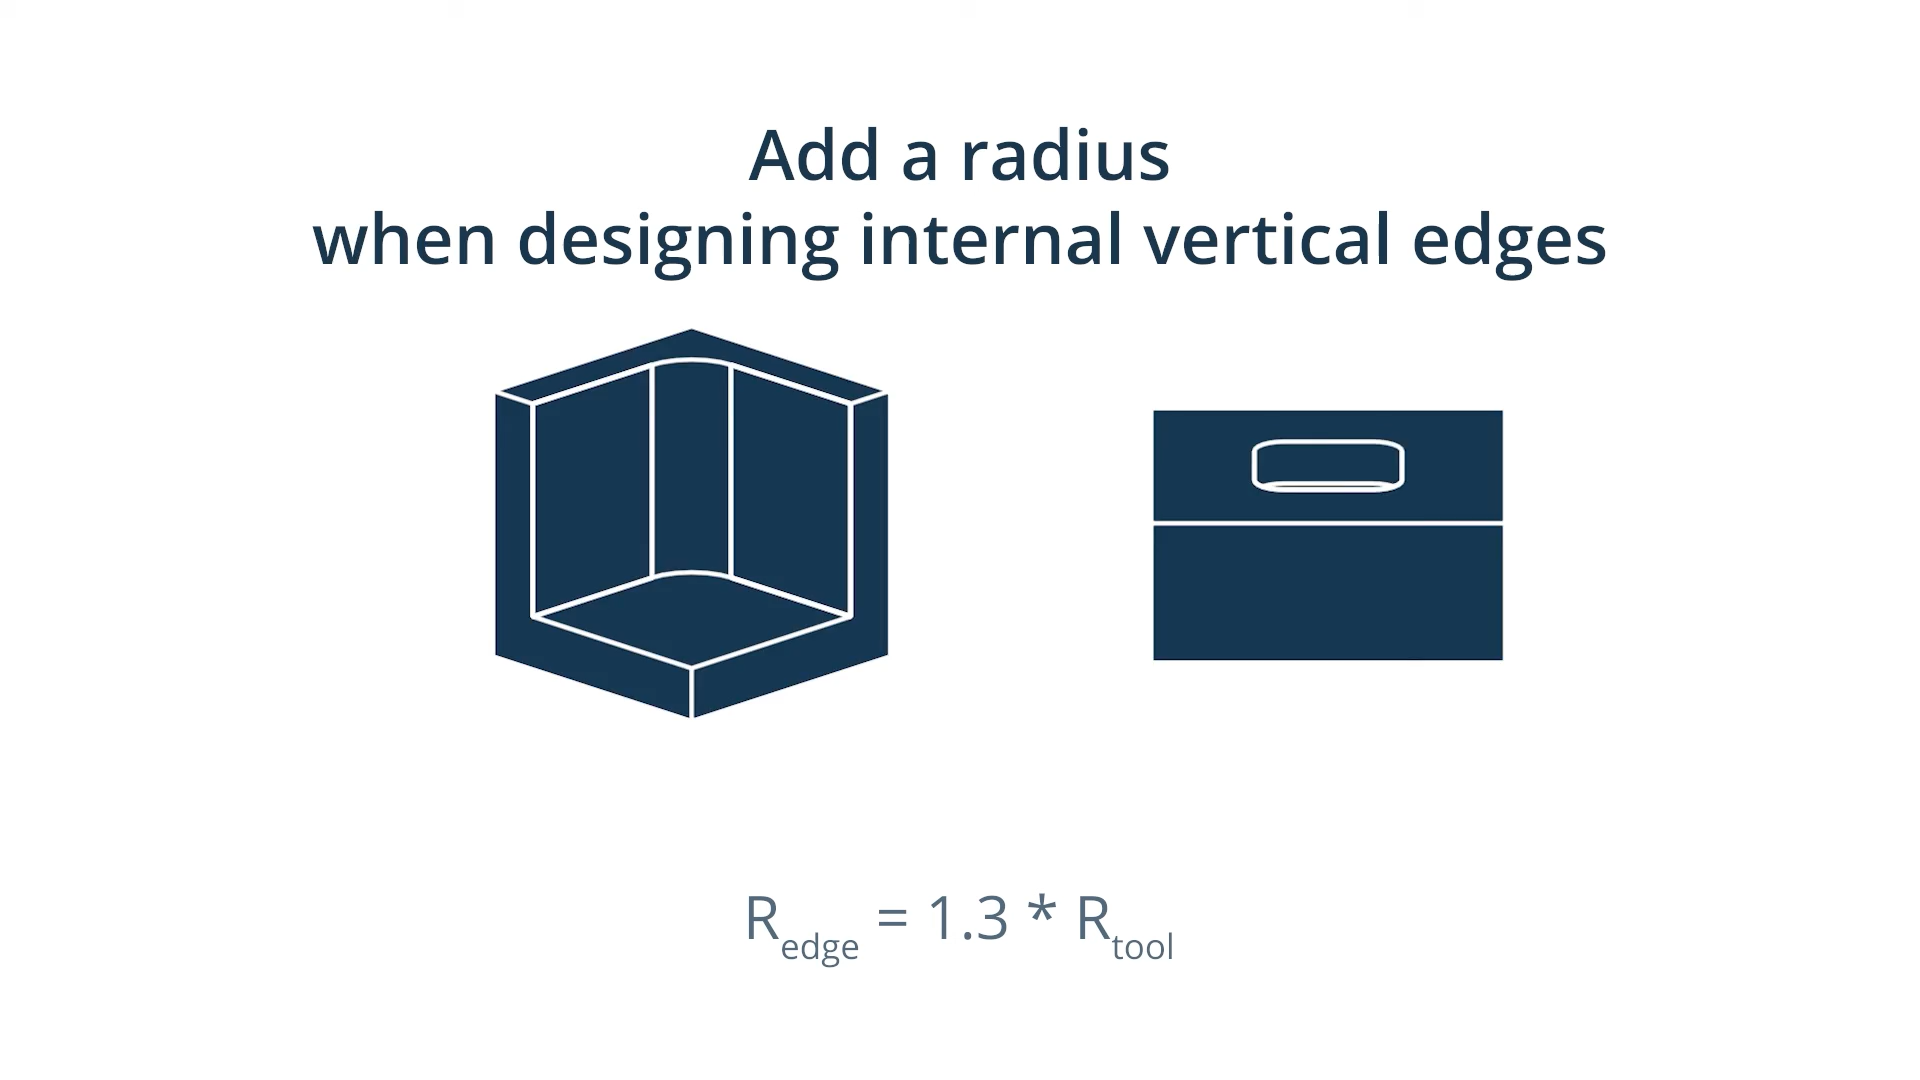 Add a radius
when designing internal vertical edges
Redge = 1.3 * Rtool